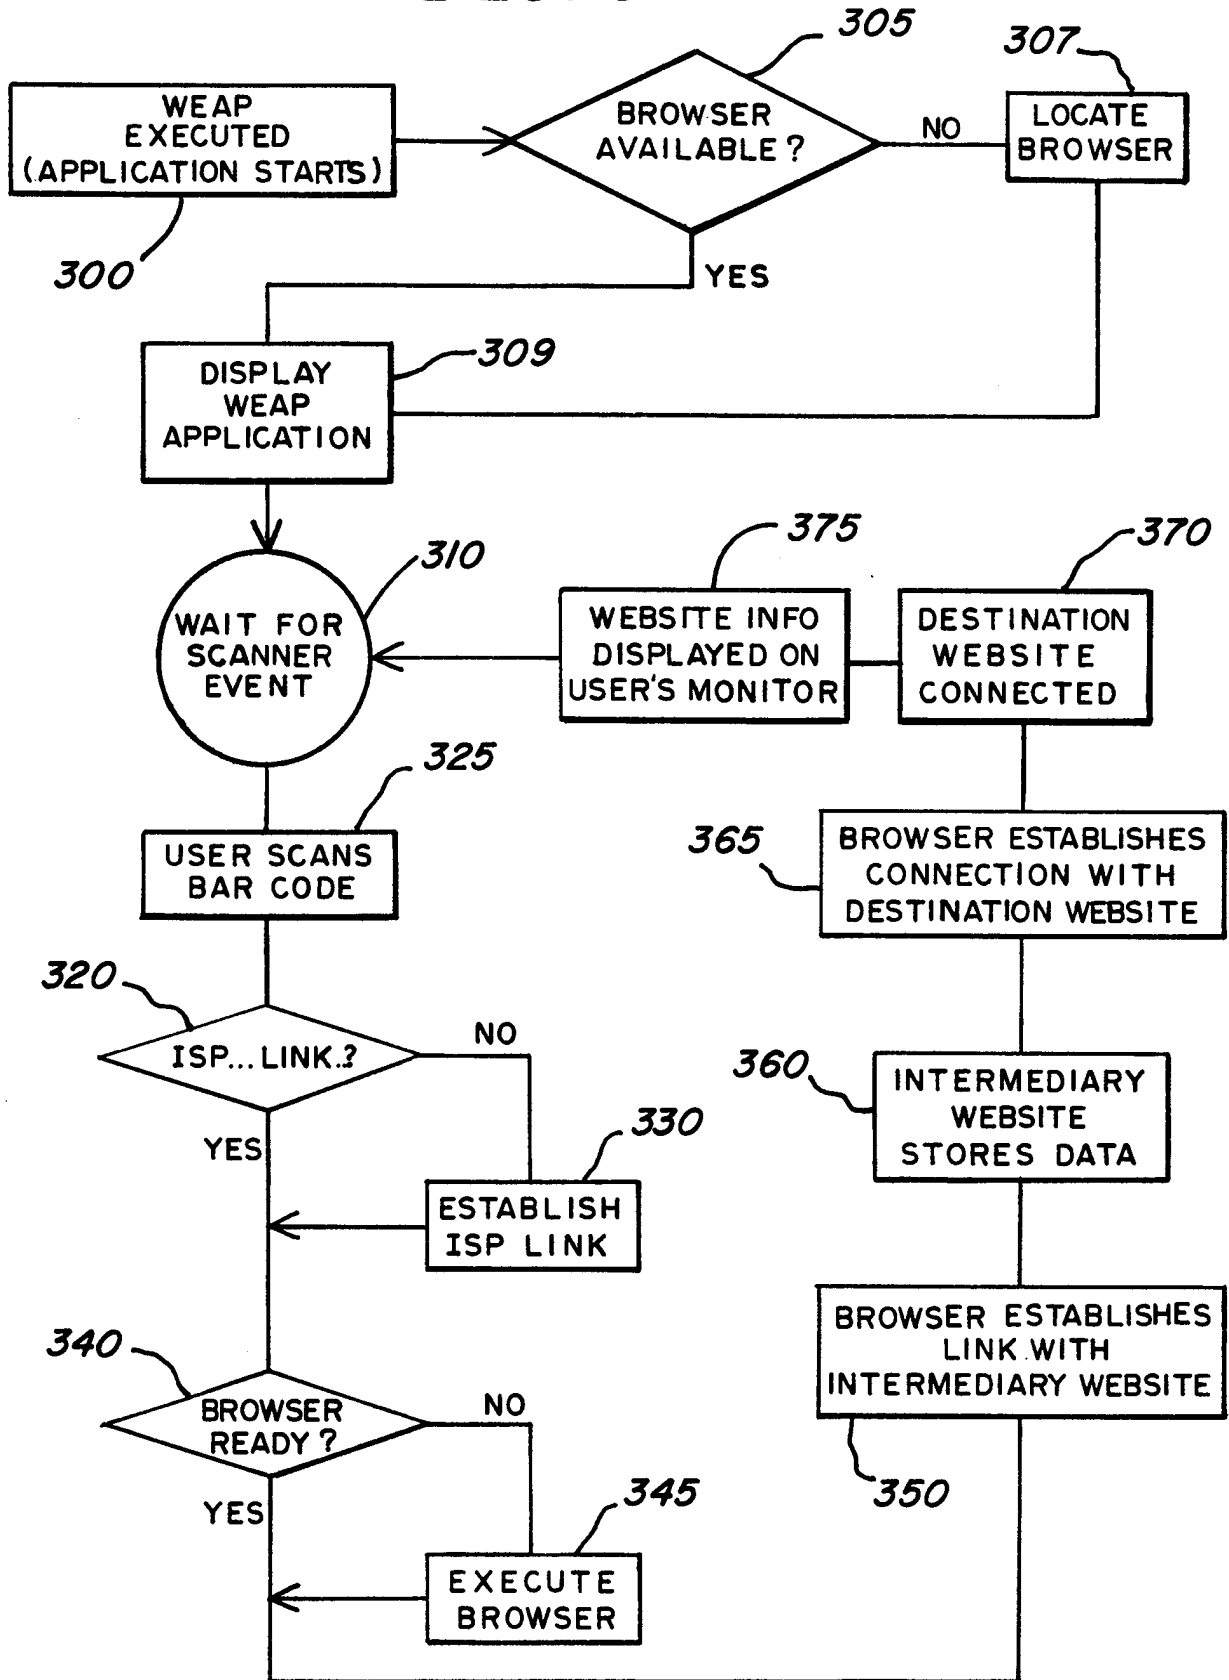 305
307
WEAP
EXECUTED
(APPLICATION STARTS)
BROWSER
AVAILABLE?
NO
LOCATE
BROWSER
300
YES
309
DISPLAY
WEAP
APPLICATION
310
WAIT FOR
SCANNER
EVENT
375
WEBSITE INFO
DISPLAYED ON
USER'S MONITOR
370
DESTINATION
WEBSITE
CONNECTED
325
USER SCANS
BAR CODE
365
BROWSER ESTABLISHES
CONNECTION WITH
DESTINATION WEBSITE
320
ISP...LINK.?
NO
YES
330
ESTABLISH
ISP LINK
360
INTERMEDIARY
WEBSITE
STORES DATA
340
BROWSER
READY?
NO
YES
345
EXECUTE
BROWSER
BROWSER ESTABLISHES
LINK WITH
INTERMEDIARY WEBSITE
350